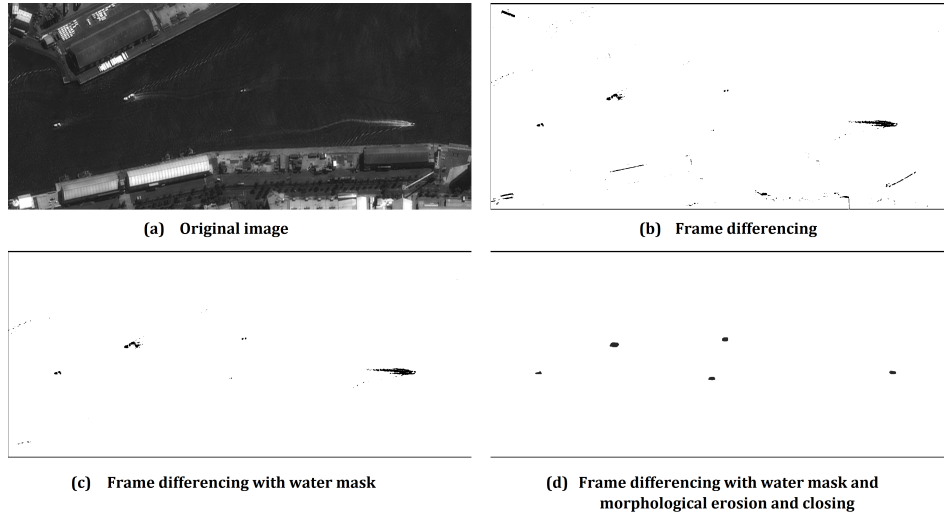 (a) Original image
(b) Frame differencing
(c) Frame differencing with water mask
(d) Frame differencing with water mask and
morphological erosion and closing